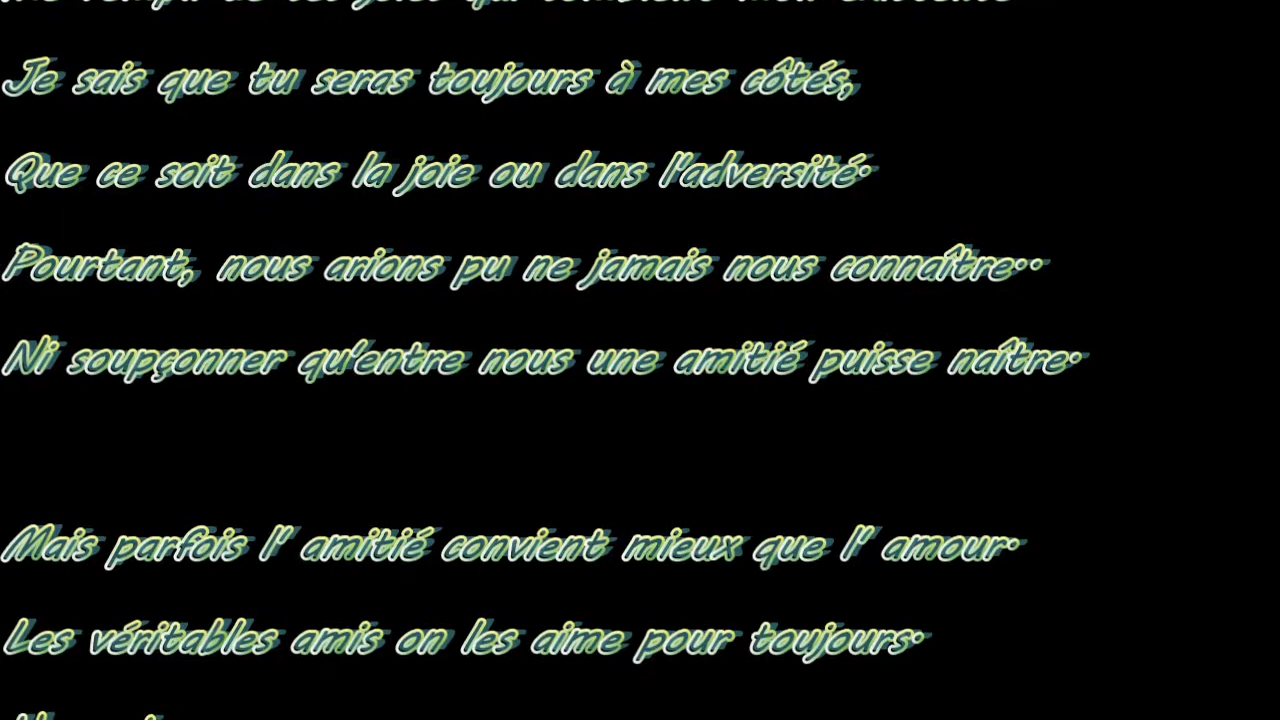 Je sais que tu seras toujours à mes côtés,
Que ce soit dans la joie ou dans l'adversité.
Pourtant, nous arions pu ne jamais nous connaître..
Ni soupçonner qu'entre nous une amitié puisse naître.
Mais parfois l' amitié convient mieux que l' amour.
Les véritables amis on les aime pour toujours.